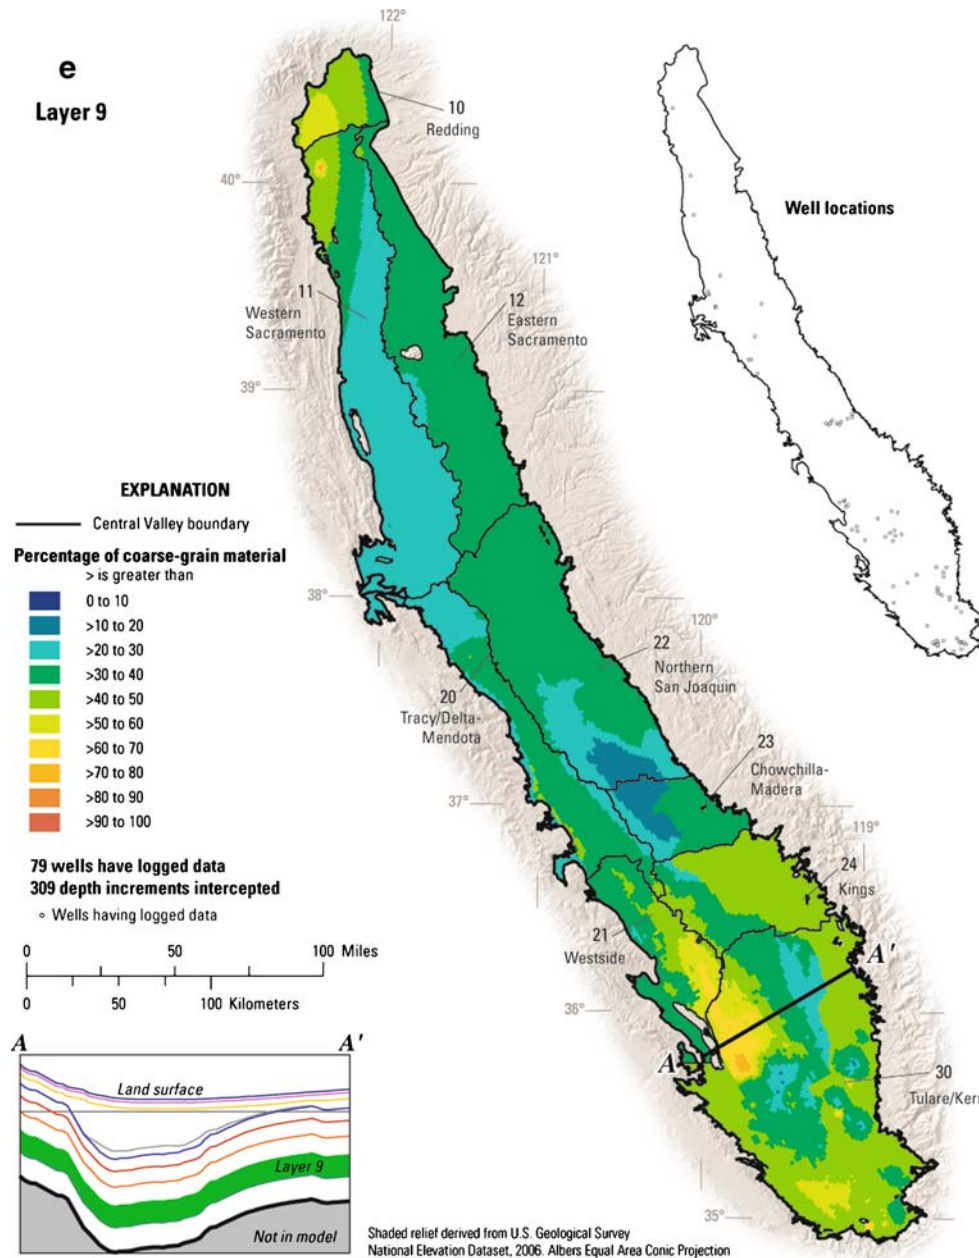 e
Layer 9
122°
10
Redding
40°
Well locations
121°
11
Western
Sacramento
12
Eastern
Sacramento
39°
EXPLANATION
Central Valley boundary
Percentage of coarse-grain material
> is greater than
0 to 10
>10 to 20
>20 to 30
>30 to 40
>40 to 50
>50 to 60
>60 to 70
>70 to 80
>80 to 90
>90 to 100
38°
120°
22
Northern
San Joaquin
20
Tracy/Delta-
Mendota
23
Chowchilla-
Madera
37°
119°
24
Kings
79 wells have logged data
309 depth increments intercepted
Wells having logged data
21
Westside
0 50 100 Miles
0 50 100 Kilometers
36°
A
A'
30
Tulare/Kern
35°
A
A'
Land surface
Layer 9
Not in model
Shaded relief derived from U.S. Geological Survey
National Elevation Dataset, 2006. Albers Equal Area Conic Projection